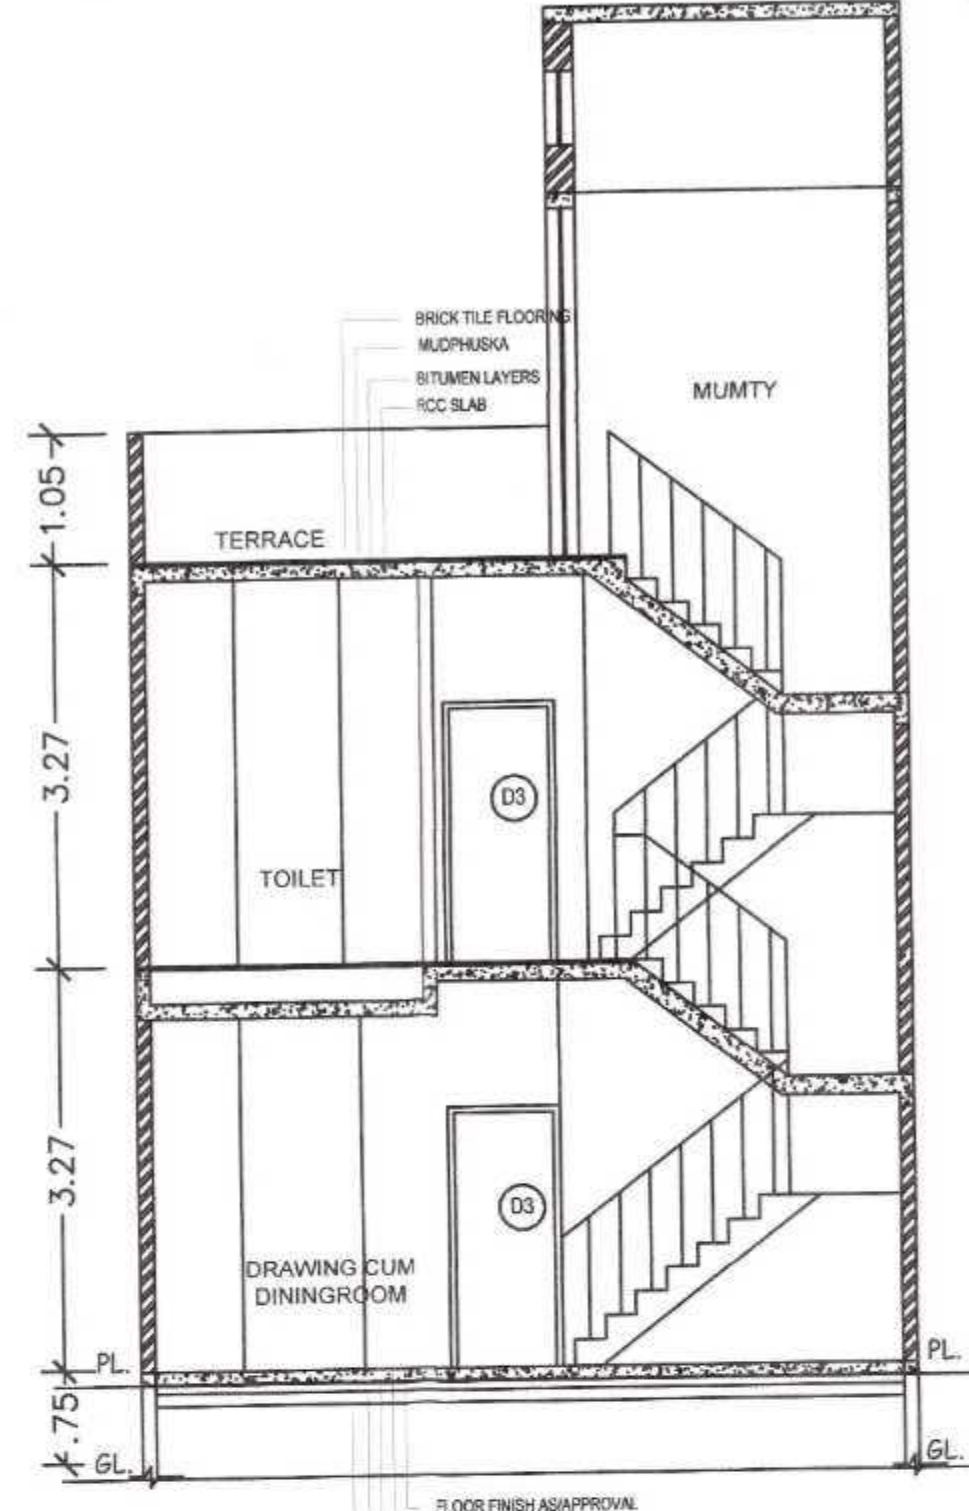 BRICK TILE FLOORING
MUDPHUSKA
BITUMEN LAYERS
RCC SLAB
MUMTY
1.05
TERRACE
3.27
D3
TOILET
3.27
D3
DRAWING CUM
DININGROOM
PL.
PL.
.75
GL.
GL.
FLOOR FINISH AS/APPROVAL